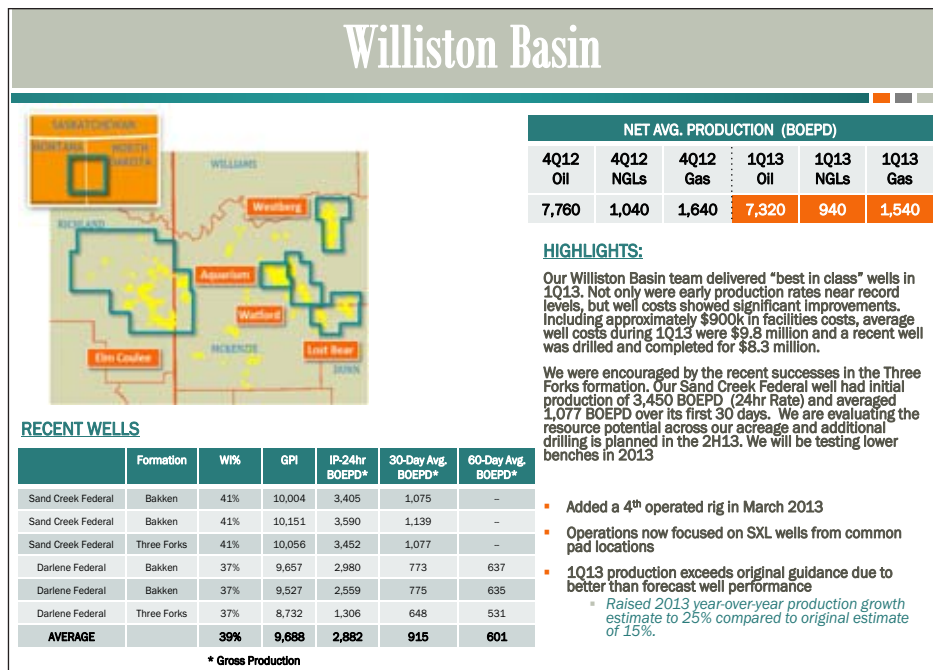 Williston Basin
SASKATCHEWAN
MONTANA
NORTH
DAKOTA
WILLIAMS
RICHLAND
Westberg
Aquarium
Watford
Elm Coulee
MCKENZIE
Lost Bear
DUNN
NET AVG. PRODUCTION (BOEPD)
4Q12 Oil 4Q12 NGLs 4Q12 Gas 1Q13 Oil 1Q13 NGLs 1Q13 Gas
7,760 1,040 1,640 7,320 940 1,540
HIGHLIGHTS:
Our Williston Basin team delivered “best in class” wells in
1Q13. Not only were early production rates near record
levels, but well costs showed significant improvements.
Including approximately $900k in facilities costs, average
well costs during 1Q13 were $9.8 million and a recent well
was drilled and completed for $8.3 million.
We were encouraged by the recent successes in the Three
Forks formation. Our Sand Creek Federal well had initial
production of 3,450 BOEPD (24hr Rate) and averaged
1,077 BOEPD over its first 30 days. We are evaluating the
resource potential across our acreage and additional
drilling is planned in the 2H13. We will be testing lower
benches in 2013
Added a 4th operated rig in March 2013
Operations now focused on SXL wells from common
pad locations
1Q13 production exceeds original guidance due to
better than forecast well performance
Raised 2013 year-over-year production growth
estimate to 25% compared to original estimate
of 15%.
RECENT WELLS
Formation WI% GPI IP-24hr BOEPD* 30-Day Avg. BOEPD* 60-Day Avg. BOEPD*
Sand Creek Federal Bakken 41% 10,004 3,405 1,075 –
Sand Creek Federal Bakken 41% 10,151 3,590 1,139 –
Sand Creek Federal Three Forks 41% 10,056 3,452 1,077 –
Darlene Federal Bakken 37% 9,657 2,980 773 637
Darlene Federal Bakken 37% 9,527 2,559 775 635
Darlene Federal Three Forks 37% 8,732 1,306 648 531
AVERAGE 39% 9,688 2,882 915 601
* Gross Production